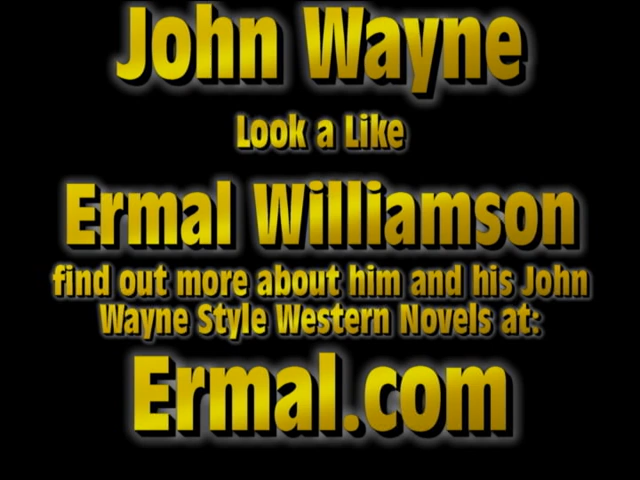 John Wayne
Look a Like
Ermal Williamson
find out more about him and his John
Wayne Style Western Novels at:
Ermal.com